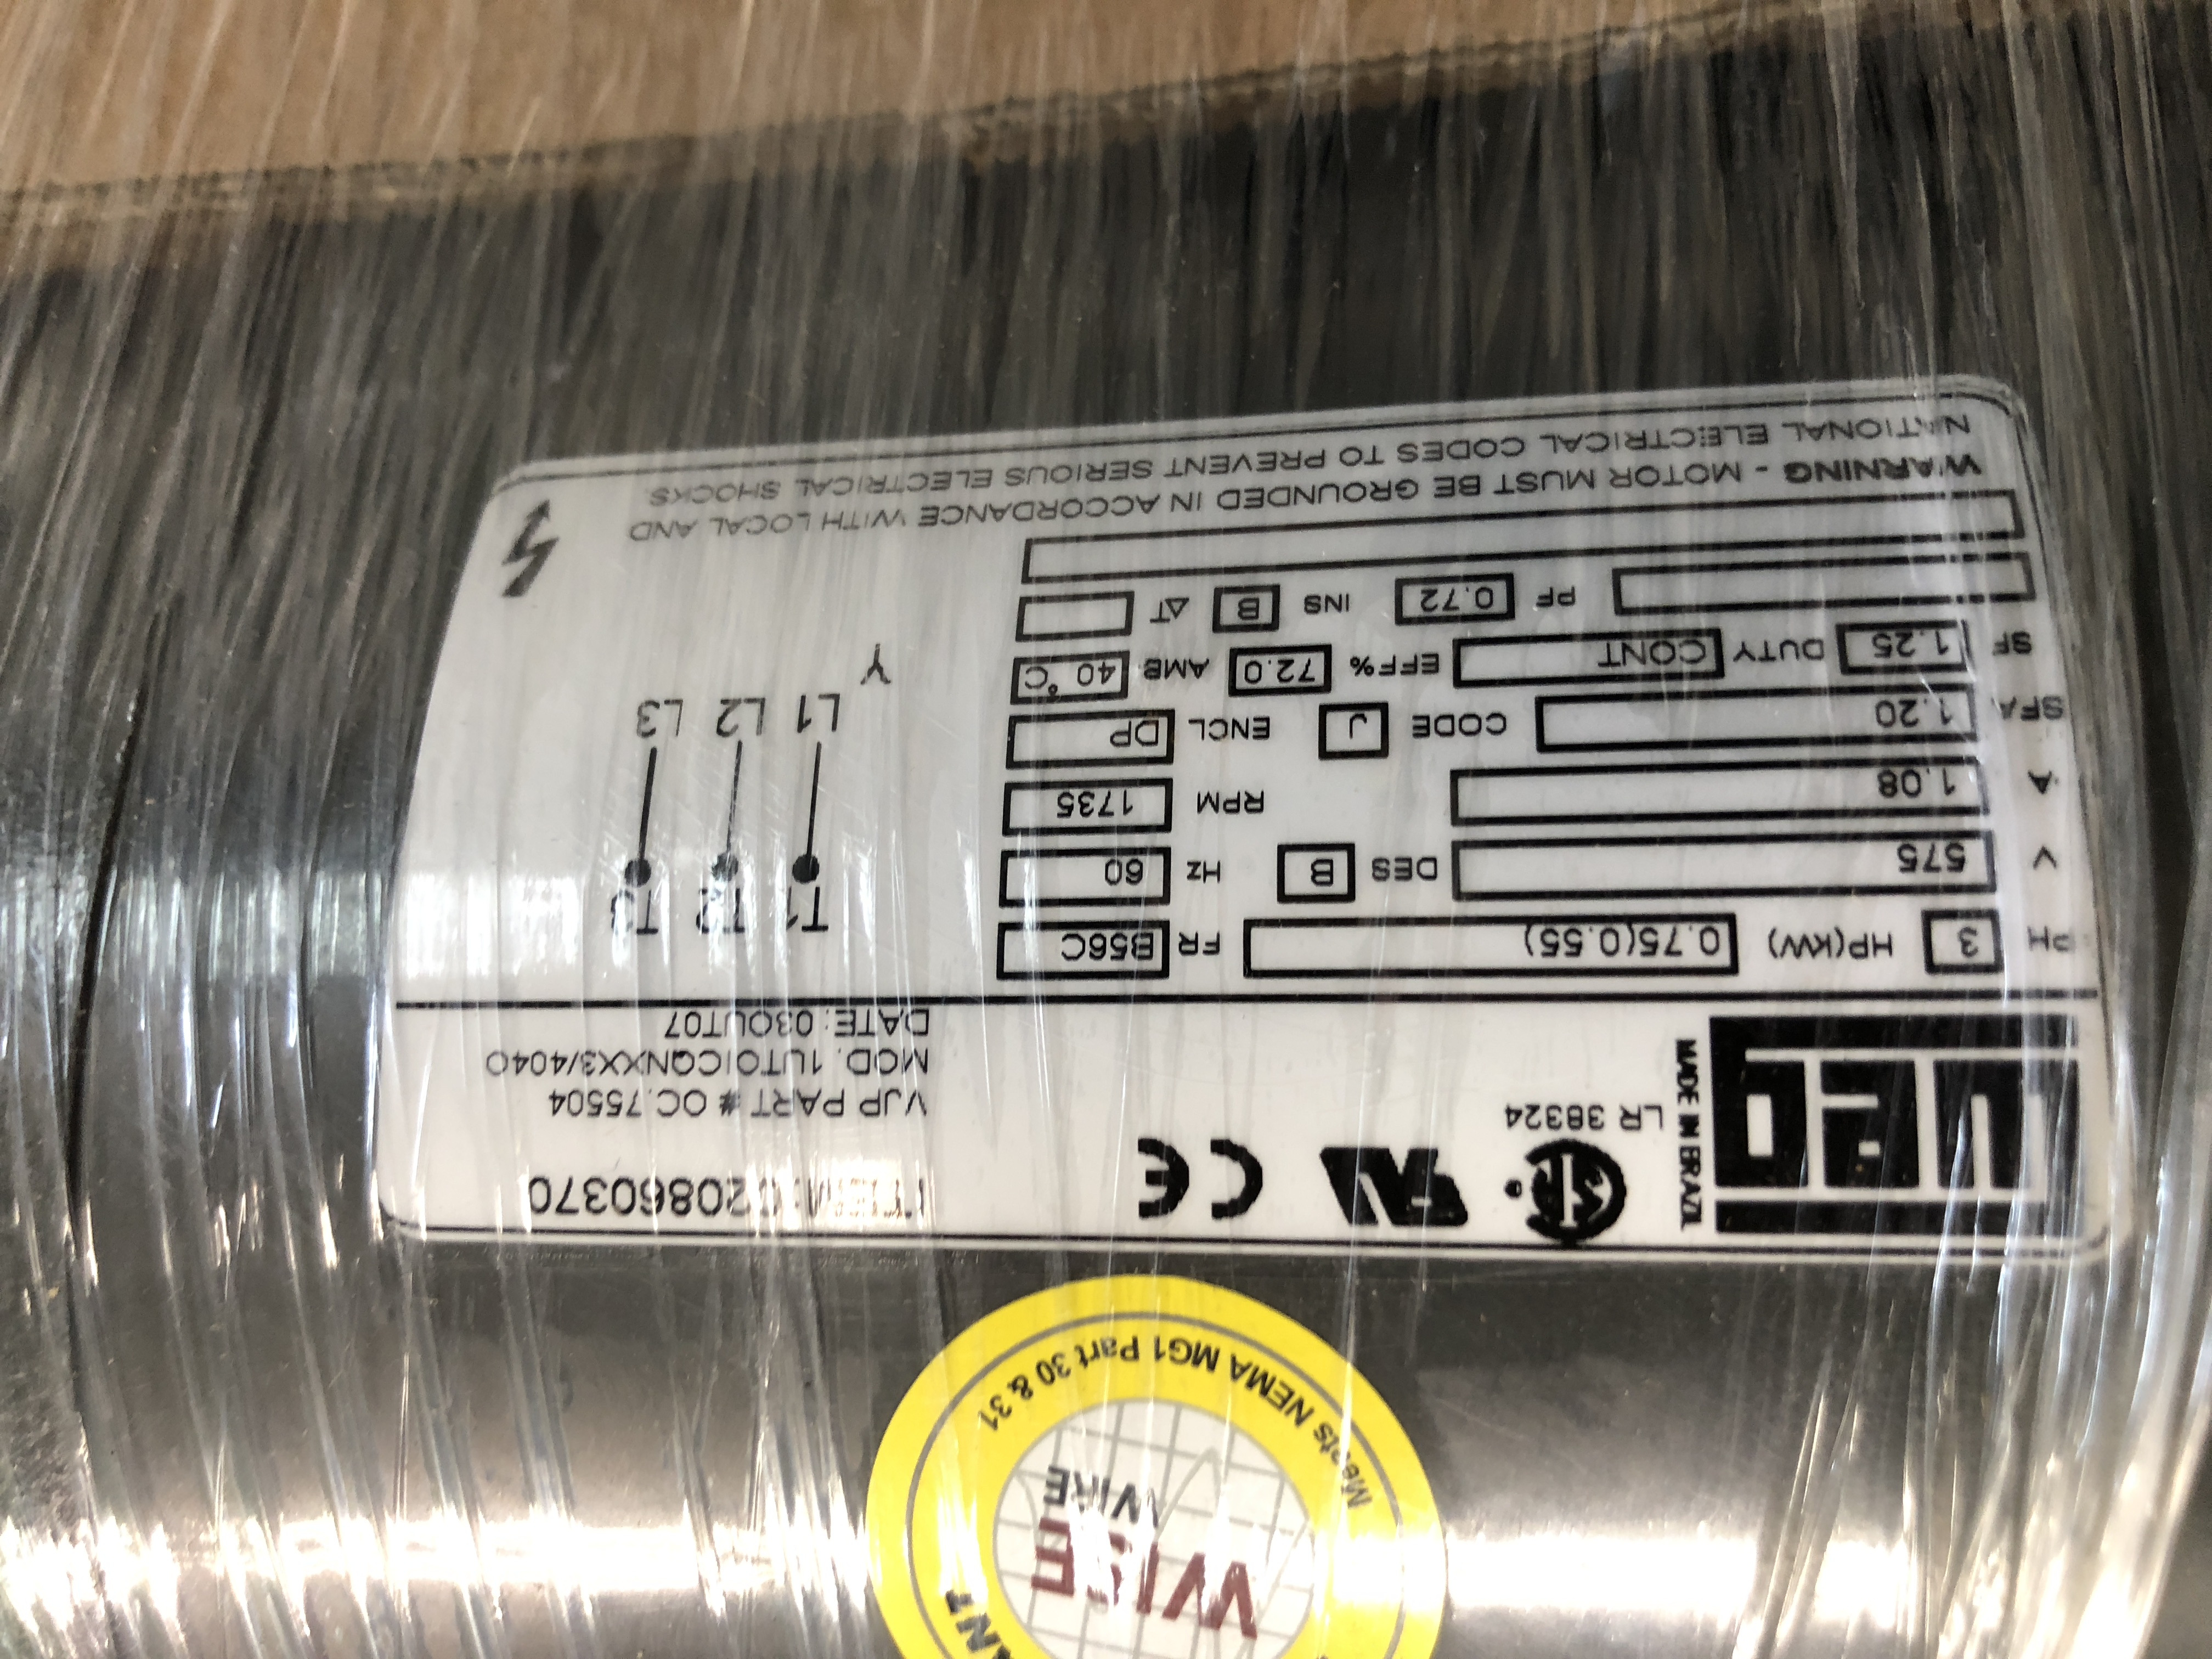 weg
MADE IN BRAZIL
LR 38324
CE
ITEM:020860370
VJP PART # OC.75504
MOD. 1UTOICQNXX3/4040
DATE: 03OUT07
PH 3 HP(KW) 0.75(0.55) FR B56C
V 575 DES B Hz 60
A 1.08 RPM 1735
SFA 1.20 CODE J ENCL DP
SF 1.25 DUTY CONT EFF% 72.0 AMB 40 °C
PF 0.72 INS B ΔT
T1 T2 T3
L1 L2 L3
Y
WARNING - MOTOR MUST BE GROUNDED IN ACCORDANCE WITH LOCAL AND
NATIONAL ELECTRICAL CODES TO PREVENT SERIOUS ELECTRICAL SHOCKS.
WISE
WIRE
Meets NEMA MG1 Part 30 & 31